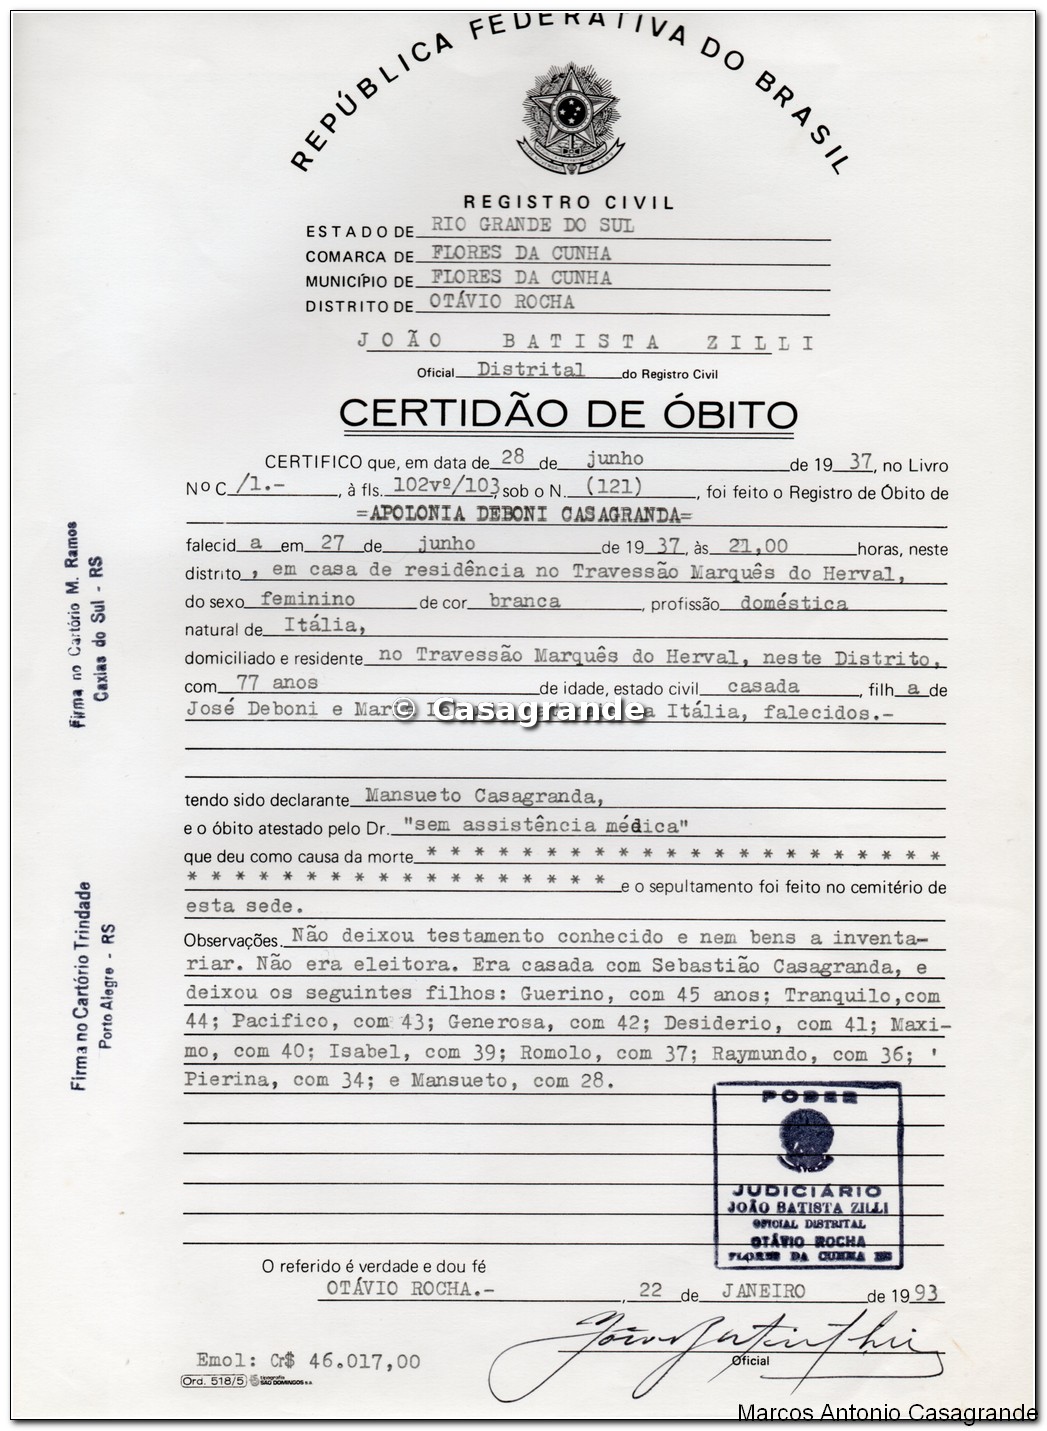 REPÚBLICA FEDERATIVA DO BRASIL
REGISTRO CIVIL
ESTADO DE RIO GRANDE DO SUL
COMARCA DE FLORES DA CUNHA
MUNICÍPIO DE FLORES DA CUNHA
DISTRITO DE OTÁVIO ROCHA
JOÃO BATISTA ZILLI
Oficial Distrital do Registro Civil
CERTIDÃO DE ÓBITO
CERTIFICO que, em data de 28 de junho de 19 37, no Livro
Nº C /1.- , à fls. 102vº/103, sob o N. (121) , foi feito o Registro de Óbito de
=APOLONIA DEBONI CASAGRANDA=
falecid a em 27 de junho de 19 37, às 21,00 horas, neste
distrito , em casa de residência no Travessão Marquês do Herval,
do sexo feminino de cor branca , profissão doméstica
natural de Itália,
domiciliado e residente no Travessão Marquês do Herval, neste Distrito,
com 77 anos de idade, estado civil casada , filh a de
José Deboni e Maria Itália, falecidos.-
© Casagrande
tendo sido declarante Mansueto Casagranda,
e o óbito atestado pelo Dr. "sem assistência médica"
que deu como causa da morte * * * * * * * * * * * * * * * * * * * * * *
* * * * * * * * * * * * * * * * * * e o sepultamento foi feito no cemitério de
esta sede.
Observações. Não deixou testamento conhecido e nem bens a inventa-
riar. Não era eleitora. Era casada com Sebastião Casagranda, e
deixou os seguintes filhos: Guerino, com 45 anos; Tranquilo,com
44; Pacifico, com 43; Generosa, com 42; Desiderio, com 41; Maxi-
mo, com 40; Isabel, com 39; Romolo, com 37; Raymundo, com 36; '
Pierina, com 34; e Mansueto, com 28.
PODER
JUDICIÁRIO
JOÃO BATISTA ZILLI
OFICIAL DISTRITAL
OTÁVIO ROCHA
FLORES DA CUNHA RS
O referido é verdade e dou fé
OTÁVIO ROCHA.- , 22 de JANEIRO de 19 93
Oficial
Emol: Cr$ 46.017,00
Ord. 518/5 tipografia SÃO DOMINGOS s.a.
Firma no Cartório M. Ramos
Caxias do Sul - RS
Firma no Cartório Trindade
Porto Alegre - RS
Marcos Antonio Casagrande